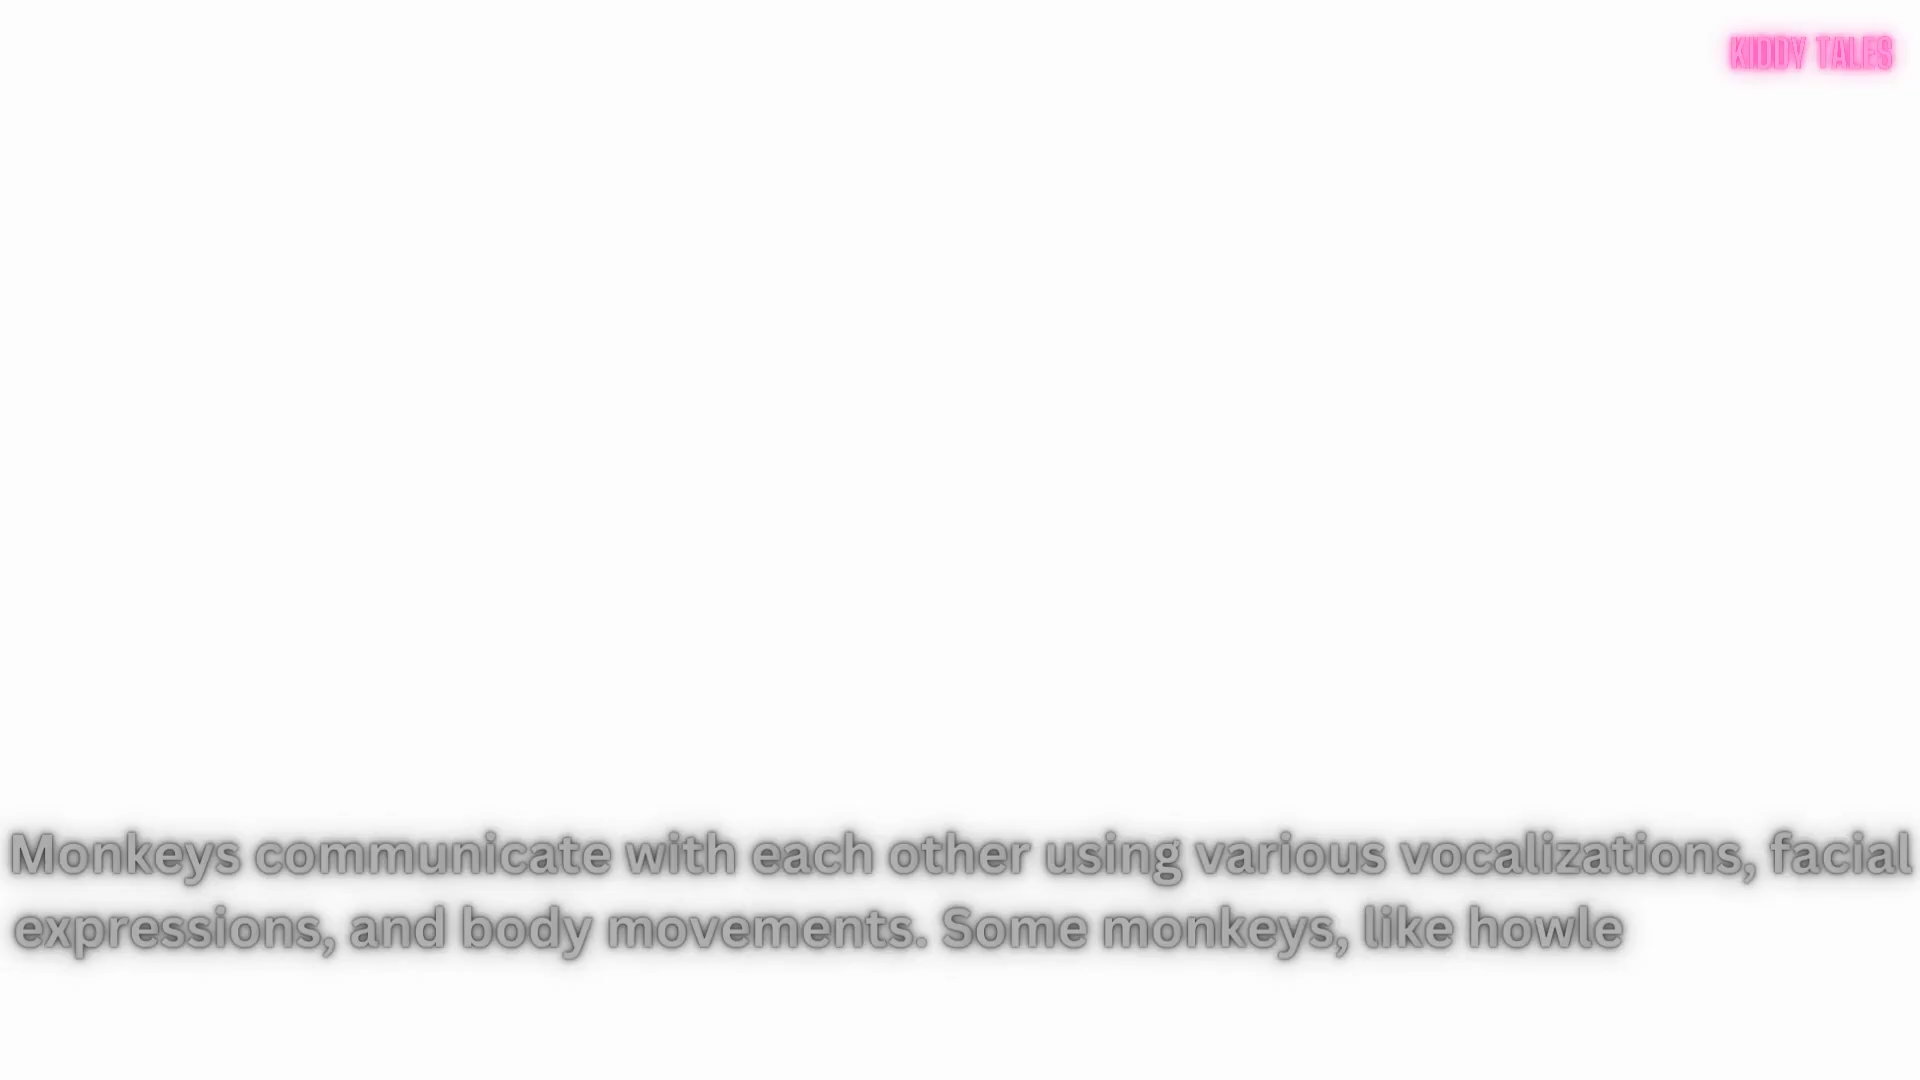 KIDDY TALES
Monkeys communicate with each other using various vocalizations, facial
expressions, and body movements. Some monkeys, like howle